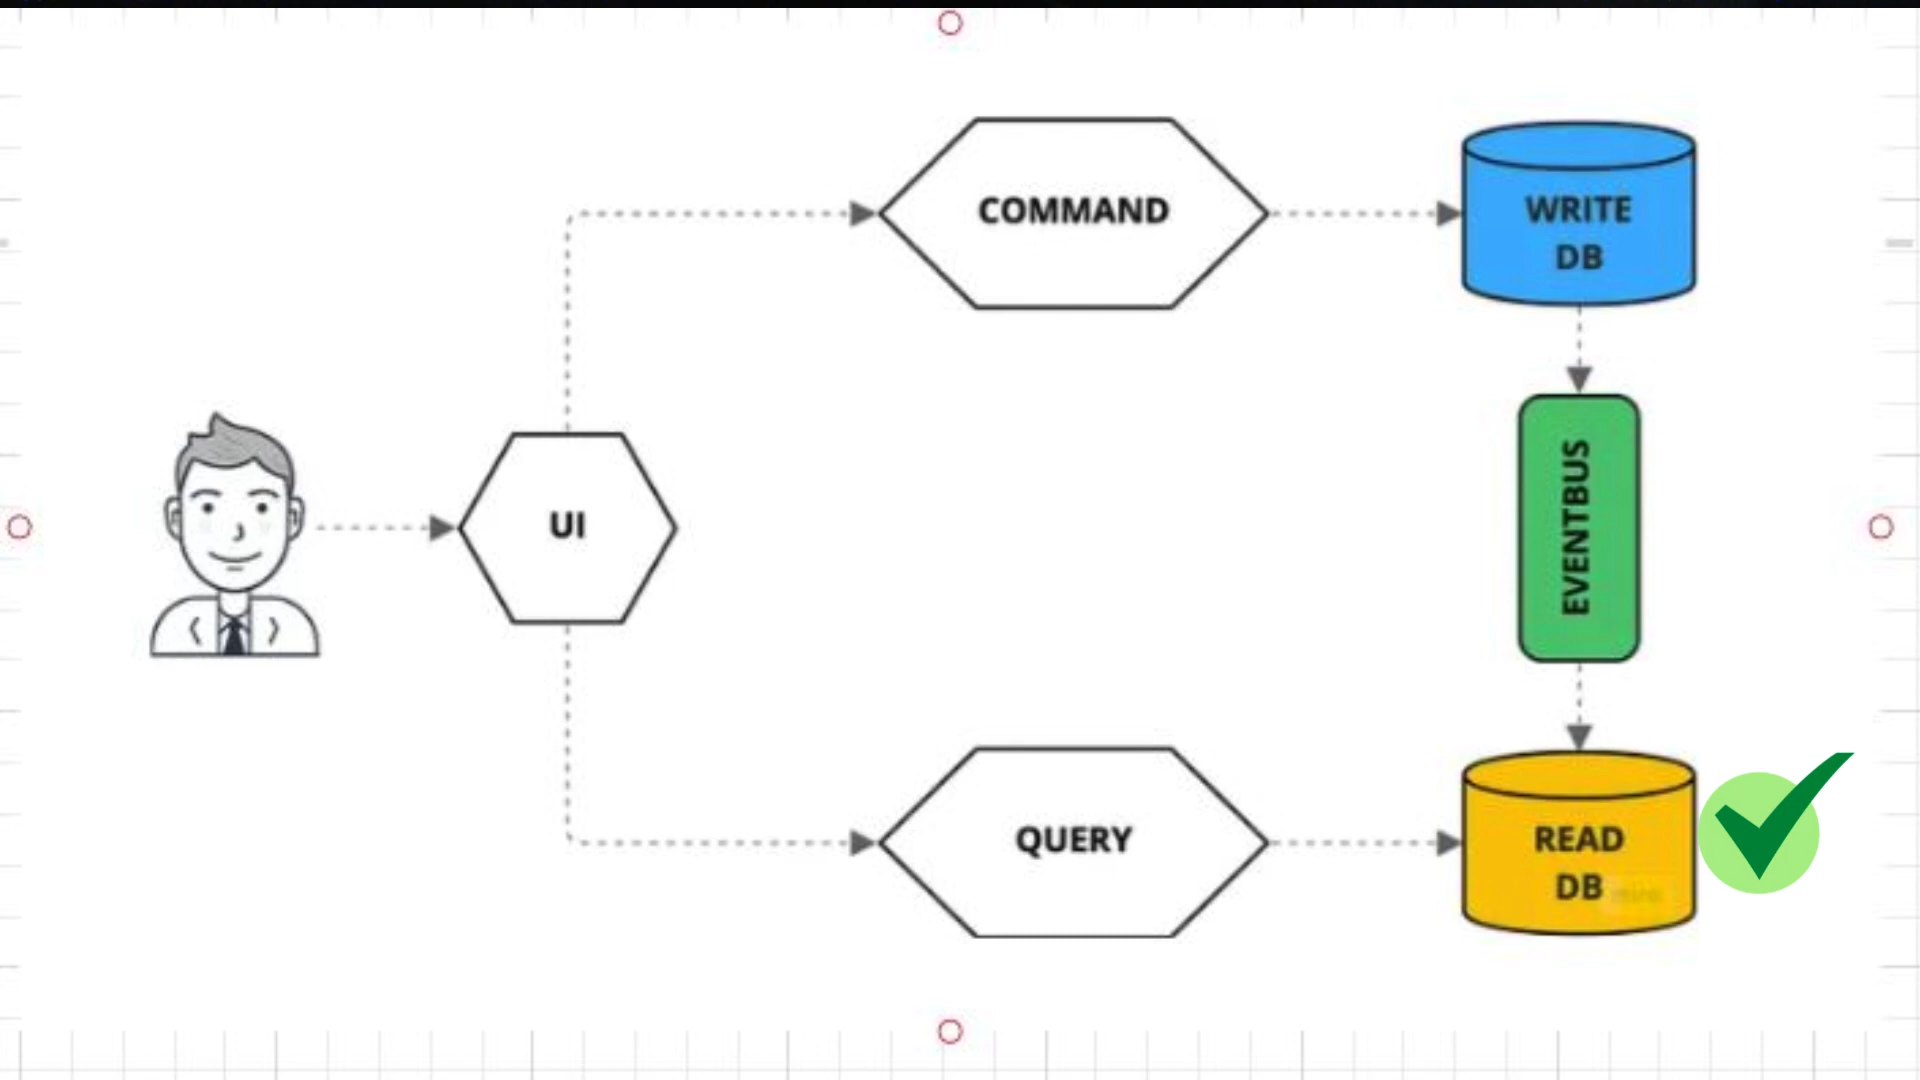 COMMAND
WRITE
DB
UI
EVENTBUS
QUERY
READ
DB